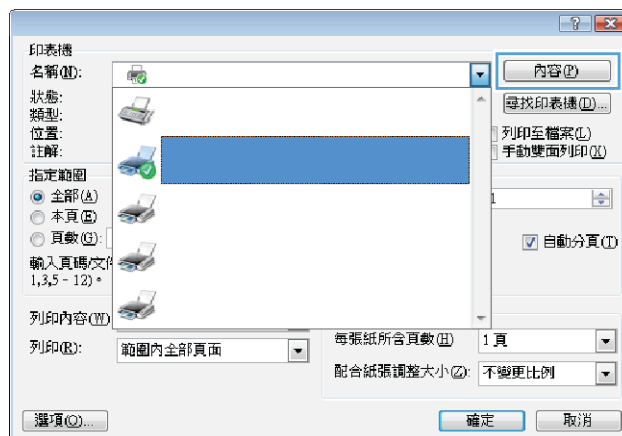 ?
印表機
名稱(N):
內容(P)
狀態:
尋找印表機(D)...
類型:
位置:
列印至檔案(L)
註解:
手動雙面列印(X)
指定範圍
全部(A)
1
本頁(E)
頁數(G):
自動分頁(T)
輸入頁碼/文件
1,3,5 - 12)。
列印內容(W)
列印(R):
範圍內全部頁面
每張紙所含頁數(H)
1 頁
配合紙張調整大小(Z):
不變更比例
選項(O)...
確定
取消